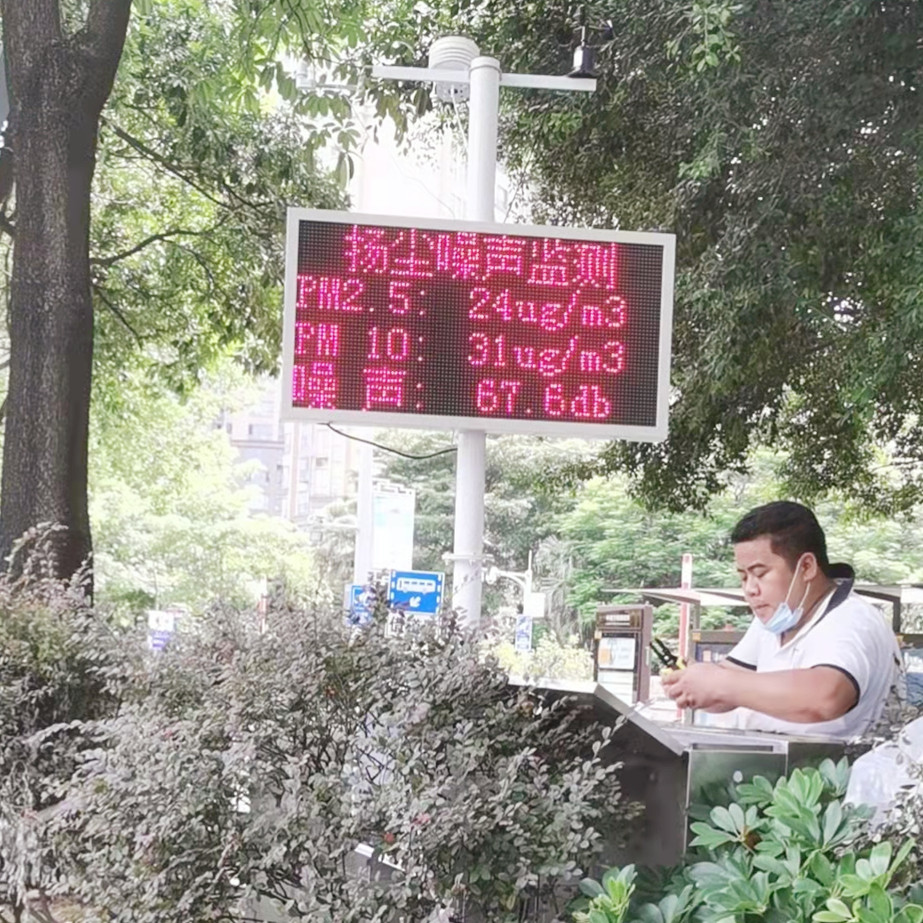 扬尘噪声监测
PM2.5: 24ug/m3
PM 10: 31ug/m3
噪 声: 67.6db